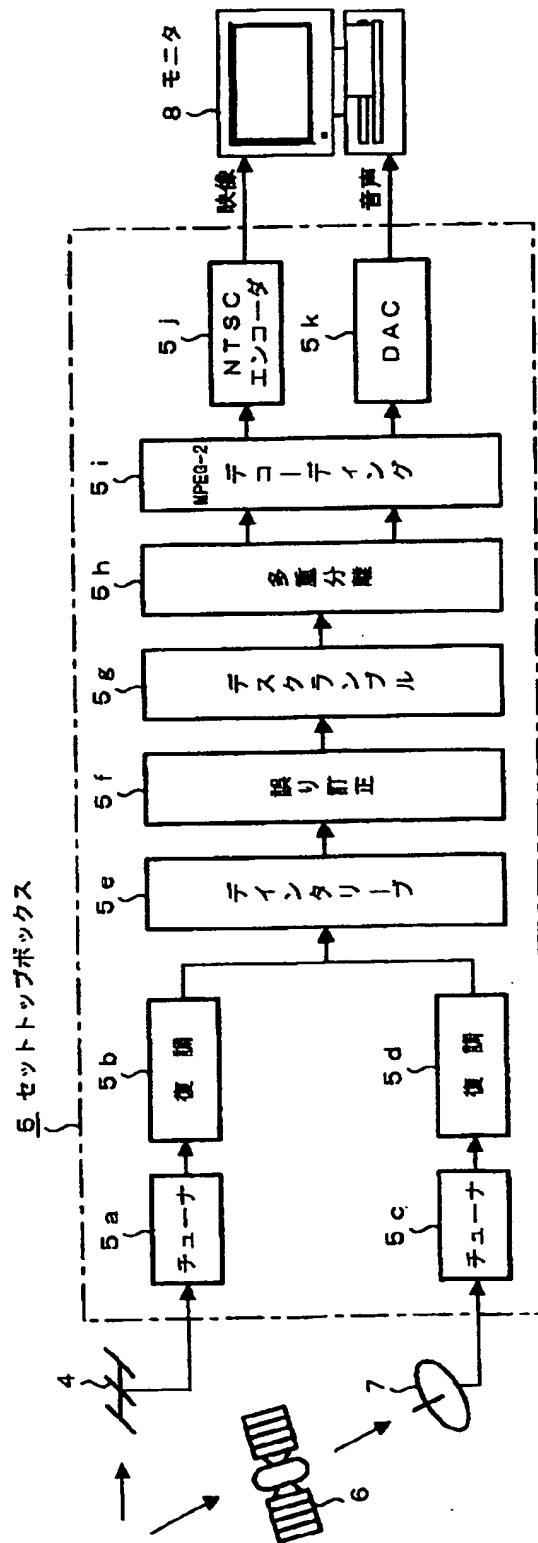 5 セットトップボックス
4
6
7
5a
チューナ
5b
復調
5c
チューナ
5d
復調
5e
デインタリーブ
5f
誤り訂正
5g
デスクランブル
5h
多重分離
5i
MPEG-2
デコーディング
5j
NTSC
エンコーダ
5k
DAC
映像
音声
8 モニタ